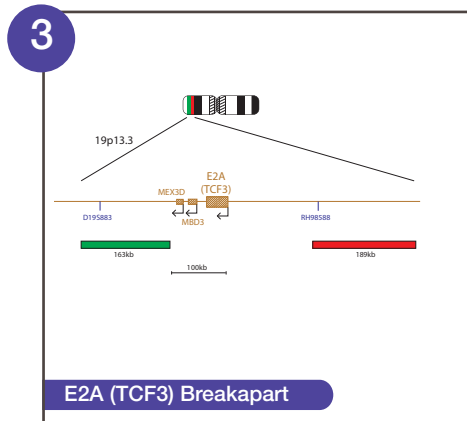 3
19p13.3
E2A
(TCF3)
MEX3D
MBD3
D19S883
RH98588
163kb
189kb
100kb
E2A (TCF3) Breakapart